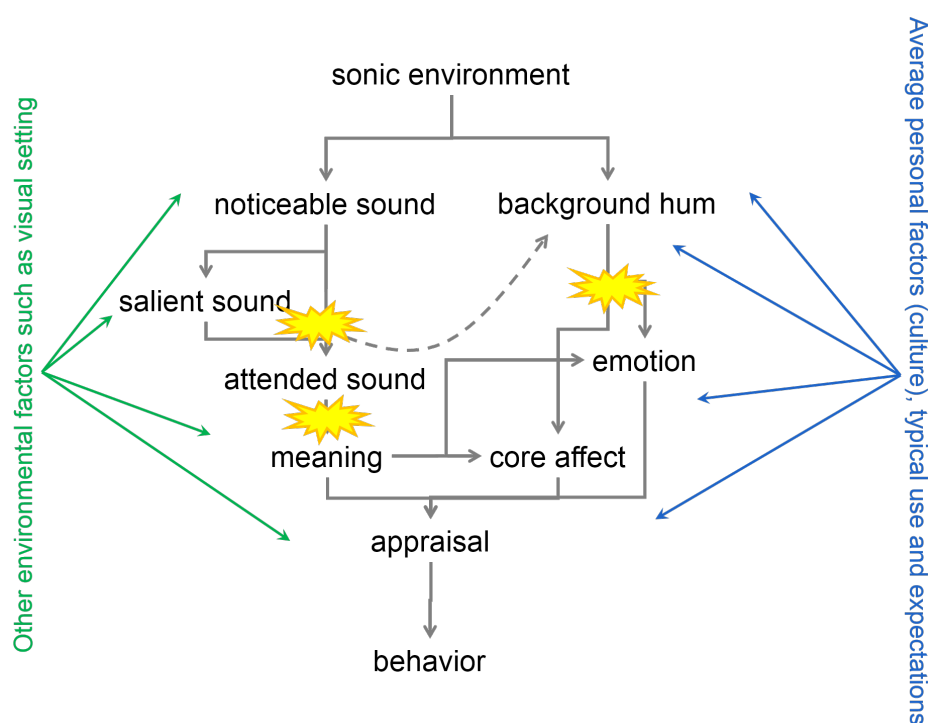 sonic environment
noticeable sound
background hum
salient sound
attended sound
emotion
meaning
core affect
appraisal
behavior
Other environmental factors such as visual setting
Average personal factors (culture), typical use and expectations